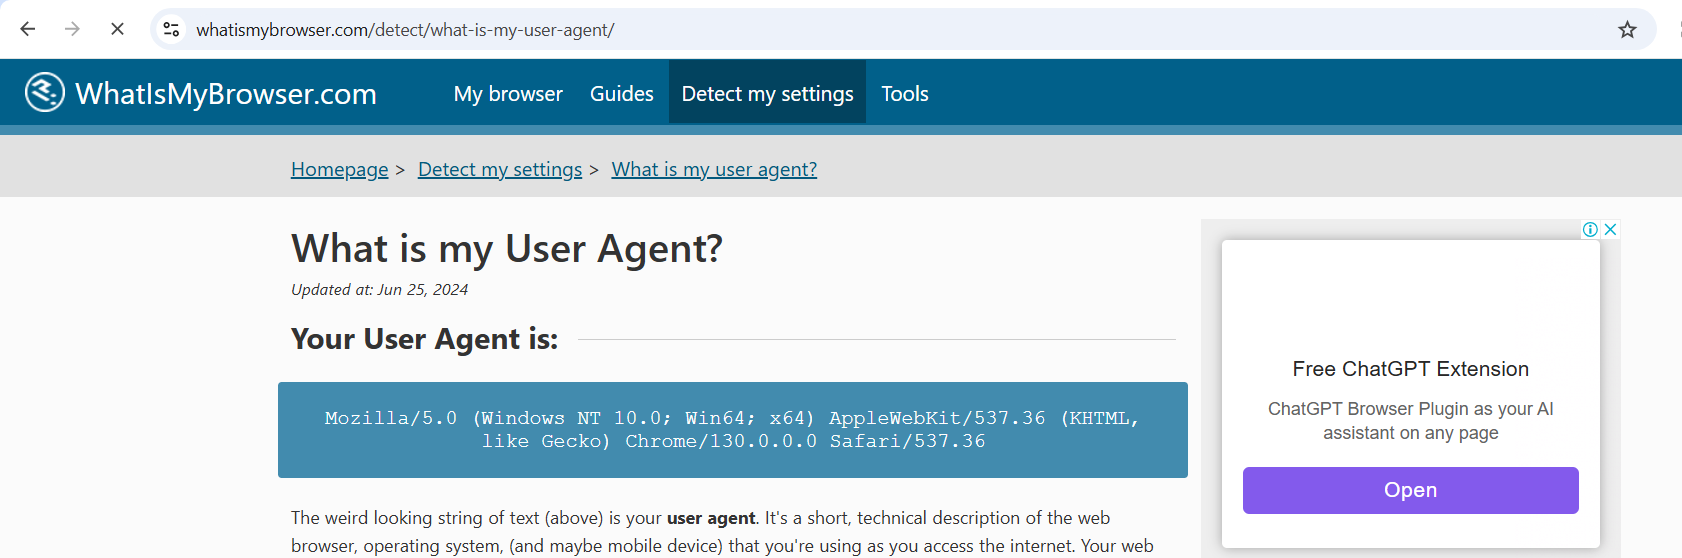 whatismybrowser.com/detect/what-is-my-user-agent/
WhatIsMyBrowser.com
My browser
Guides
Detect my settings
Tools
Homepage > Detect my settings > What is my user agent?
What is my User Agent?
Updated at: Jun 25, 2024
Your User Agent is:
Mozilla/5.0 (Windows NT 10.0; Win64; x64) AppleWebKit/537.36 (KHTML,
like Gecko) Chrome/130.0.0.0 Safari/537.36
The weird looking string of text (above) is your user agent. It's a short, technical description of the web
browser, operating system, (and maybe mobile device) that you're using as you access the internet. Your web
Free ChatGPT Extension
ChatGPT Browser Plugin as your AI
assistant on any page
Open